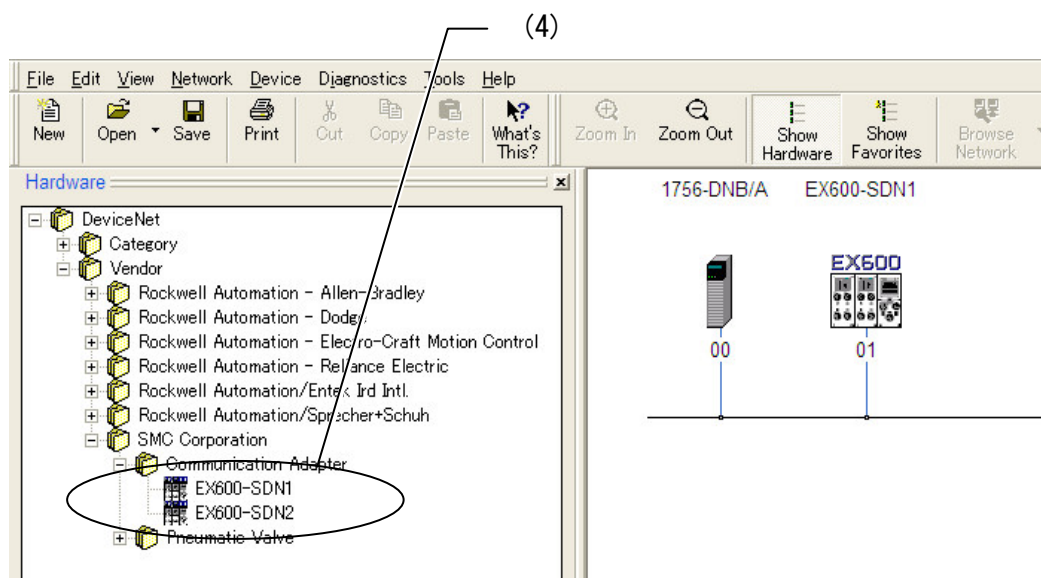 (4)
File Edit View Network Device Diagnostics Tools Help
New Open Save Print Cut Copy Paste What's This? Zoom In Zoom Out Show Hardware Show Favorites Browse Network
Hardware
DeviceNet
Category
Vendor
Rockwell Automation - Allen-Bradley
Rockwell Automation - Dodge
Rockwell Automation - Electro-Craft Motion Control
Rockwell Automation - Reliance Electric
Rockwell Automation/Entek Ird Intl.
Rockwell Automation/Sprecher+Schuh
SMC Corporation
Communication Adapter
EX600-SDN1
EX600-SDN2
Pneumatic Valve
1756-DNB/A EX600-SDN1
EX600
00 01